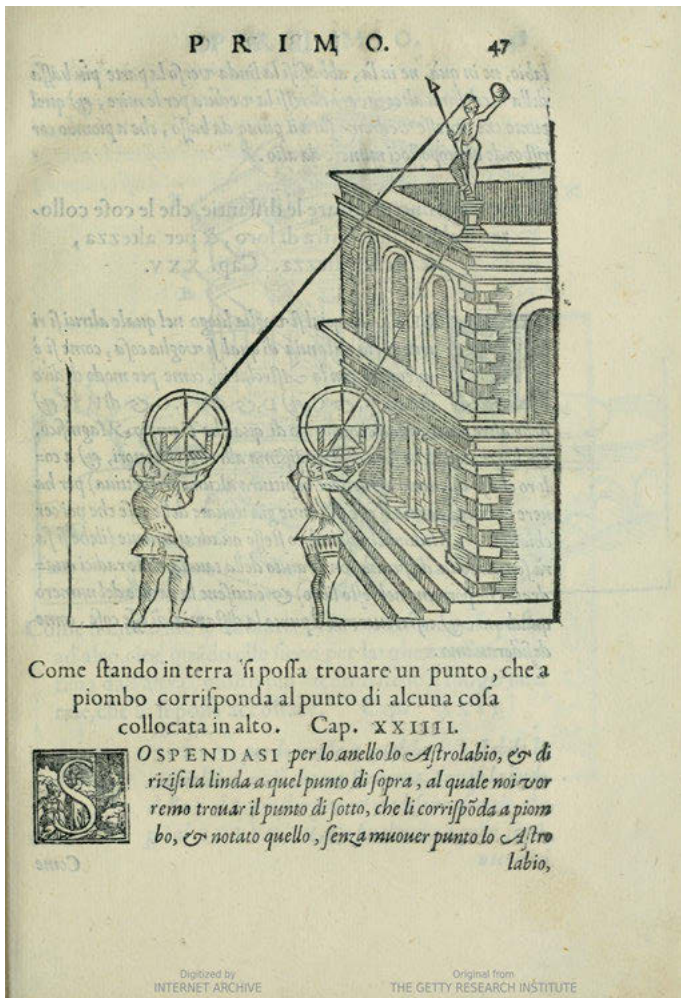 PRIMO. 47
Come ſtando in terra ſi poſſa trouare un punto, che a
piombo corriſponda al punto di alcuna coſa
collocata in alto. Cap. XXIIII.
SOSPENDASI per lo anello lo Aſtrolabio, & di
riziſi la linda a quel punto di ſopra, al quale noi vor
remo trouar il punto di ſotto, che li corriſpõda a piom
bo, & notato quello, ſenza muouer punto lo Aſtro
labio,
Digitized by
INTERNET ARCHIVE
Original from
THE GETTY RESEARCH INSTITUTE